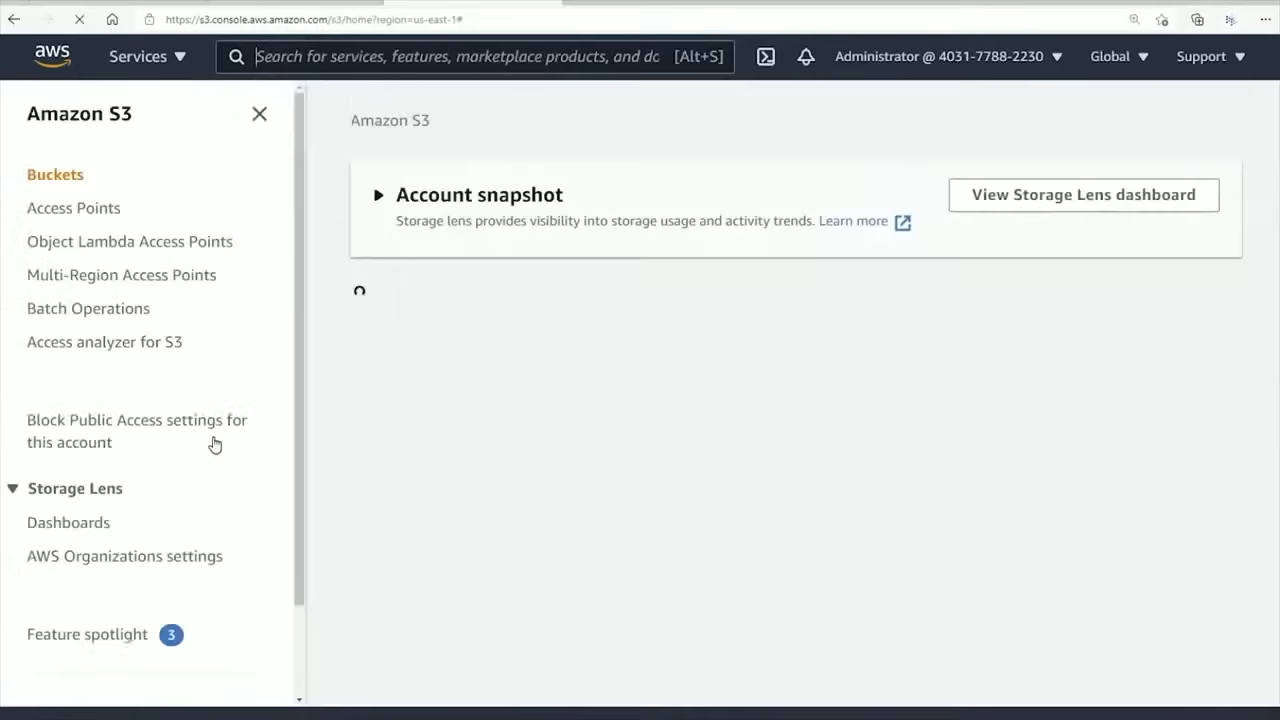 https://s3.console.aws.amazon.com/s3/home?region=us-east-1#
aws
Services
Search for services, features, marketplace products, and do
[Alt+S]
Administrator @ 4031-7788-2230
Global
Support
Amazon S3
Buckets
Access Points
Object Lambda Access Points
Multi-Region Access Points
Batch Operations
Access analyzer for S3
Block Public Access settings for
this account
Storage Lens
Dashboards
AWS Organizations settings
Feature spotlight 3
Amazon S3
Account snapshot
Storage lens provides visibility into storage usage and activity trends. Learn more
View Storage Lens dashboard